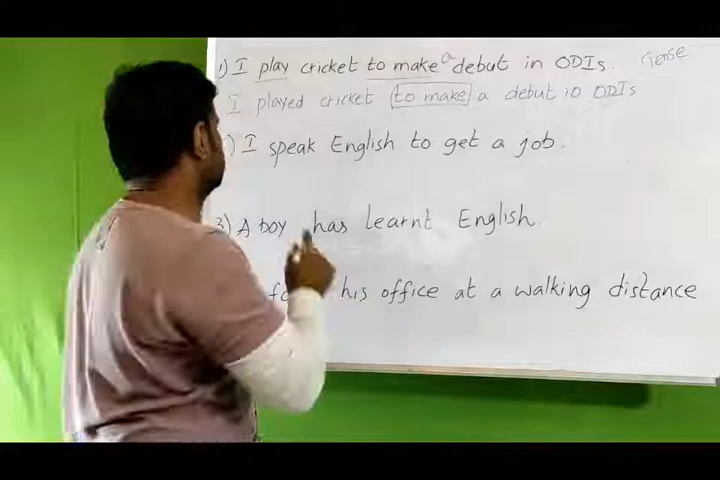 1) I play cricket to make a debut in ODIs. Tense
I played cricket to make a debut in ODIs
) I speak English to get a job.
3) A boy has learnt English.
his office at a walking distance